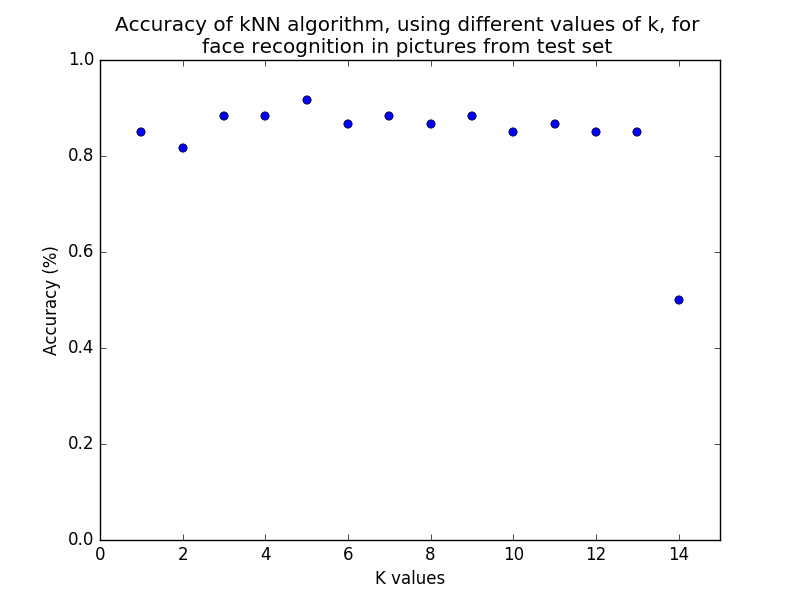 Accuracy of kNN algorithm, using different values of k, for
face recognition in pictures from test set
1.0
0.8
0.6
0.4
0.2
0.0
Accuracy (%)
0 2 4 6 8 10 12 14
K values